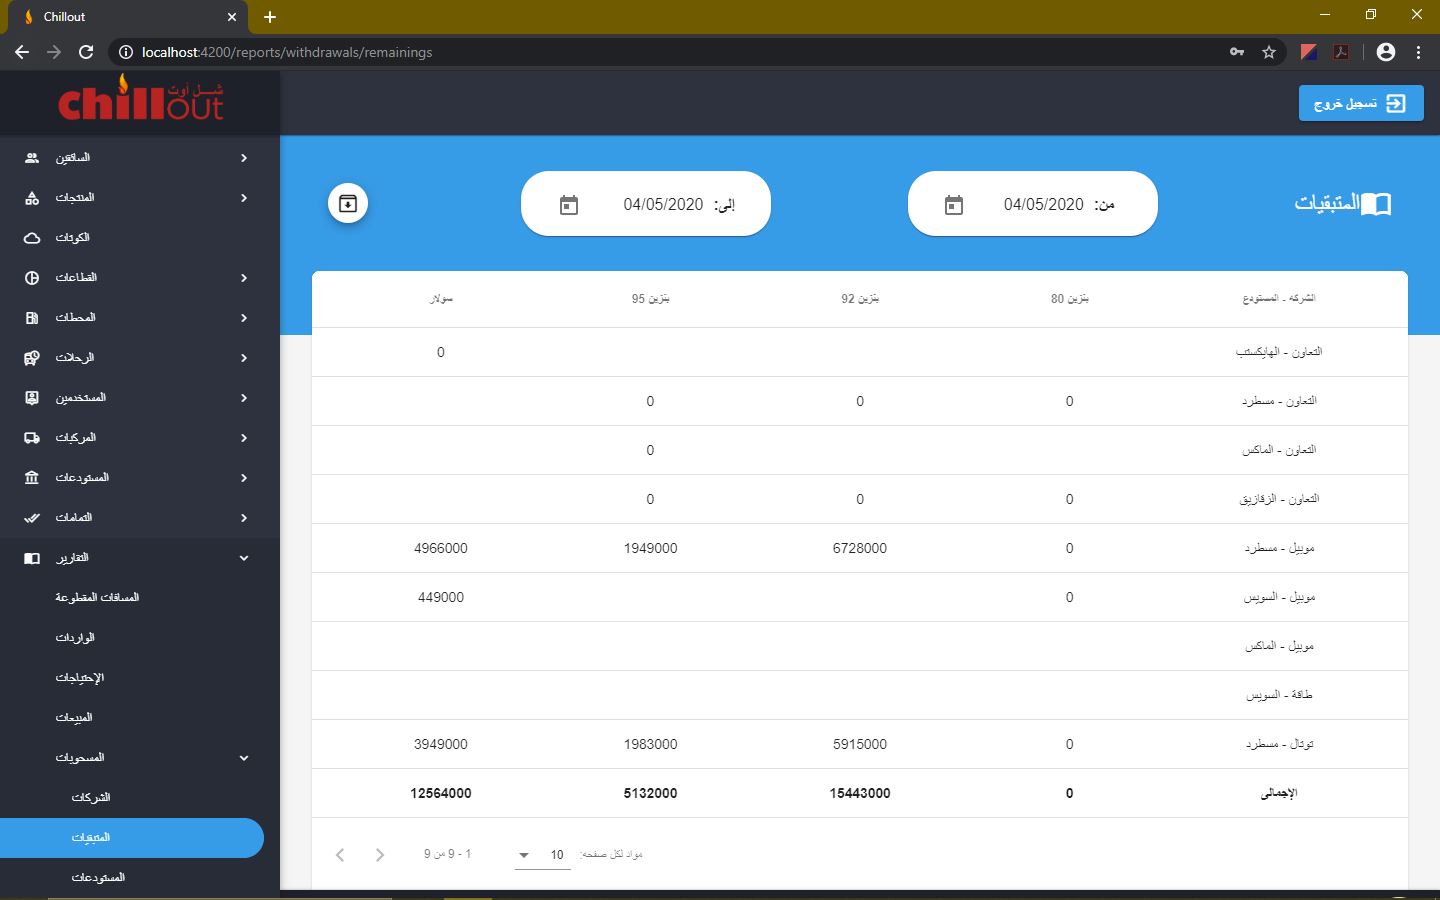 Chillout
localhost:4200/reports/withdrawals/remainings
شيل أوت
chillout
تسجيل خروج
السائقين
المنتجات
الكوتات
القطاعات
المحطات
الرحلات
المستخدمين
المركبات
المستودعات
التمامات
التقارير
المسافات المقطوعة
الواردات
الإحتياجات
المبيعات
المسحوبات
الشركات
المتبقيات
المستودعات
المتبقيات
من: 04/05/2020
إلى: 04/05/2020
الشركه - المستودع بنزين 80 بنزين 92 بنزين 95 سولار
التعاون - الهايكستب 0
التعاون - مسطرد 0 0 0
التعاون - الماكس 0
التعاون - الزقازيق 0 0 0
موبيل - مسطرد 0 6728000 1949000 4966000
موبيل - السويس 0 449000
موبيل - الماكس
طاقة - السويس
توتال - مسطرد 0 5915000 1983000 3949000
الإجمالى 0 15443000 5132000 12564000
مواد لكل صفحه: 10 1 - 9 من 9